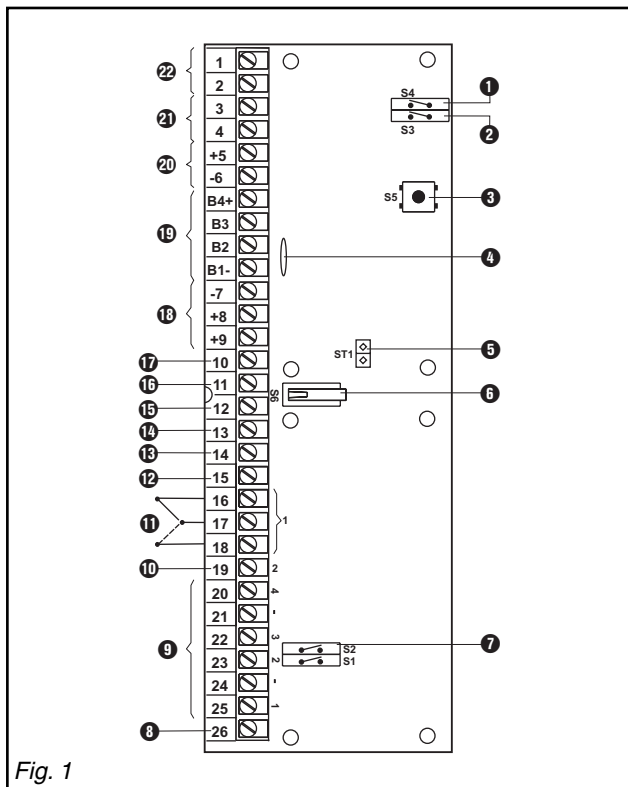 22 1
2
21 3 S4 1
4 S3 2
20 +5
-6
B4+ S5 3
19 B3
B2 4
B1-
18 -7
+8
+9 ST1 5
17 10
16 11 S6 6
15 12
14 13
13 14
12 15
16
11 17 1
18
10 19 2
20 4
21 -
9 22 3 S2 7
23 2 S1
24 -
25 1
8 26
Fig. 1